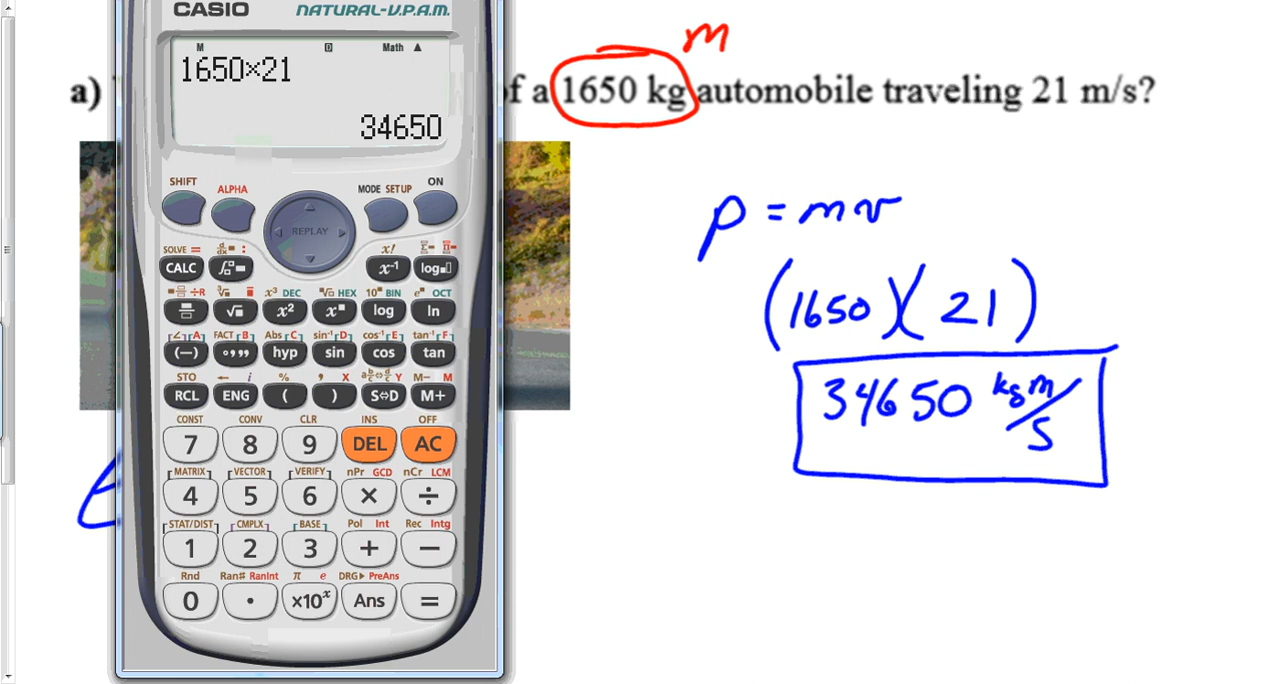 CASIO NATURAL-V.P.A.M.
M D Math ▲
1650×21
34650
a) of a 1650 kg automobile traveling 21 m/s?
m
p = mv
(1650)(21)
34650 kg m/s
SHIFT ALPHA MODE SETUP ON
REPLAY
SOLVE = d/dx : x! Σ Π
CALC ∫ x⁻¹ log
÷R ∛ x³ DEC √ HEX 10 BIN e OCT
√ x² x log ln
∠ A FACT B Abs C sin⁻¹ D cos⁻¹ E tan⁻¹ F
(−) °,,, hyp sin cos tan
STO ← i % , X a b/c ⇔ d/c Y M− M
RCL ENG ( ) S⇔D M+
CONST CONV CLR INS OFF
7 8 9 DEL AC
MATRIX VECTOR VERIFY nPr GCD nCr LCM
4 5 6 × ÷
STAT/DIST CMPLX BASE Pol Int Rec Intg
1 2 3 + −
Rnd Ran# RanInt π e DRG▶ PreAns
0 • ×10ˣ Ans =